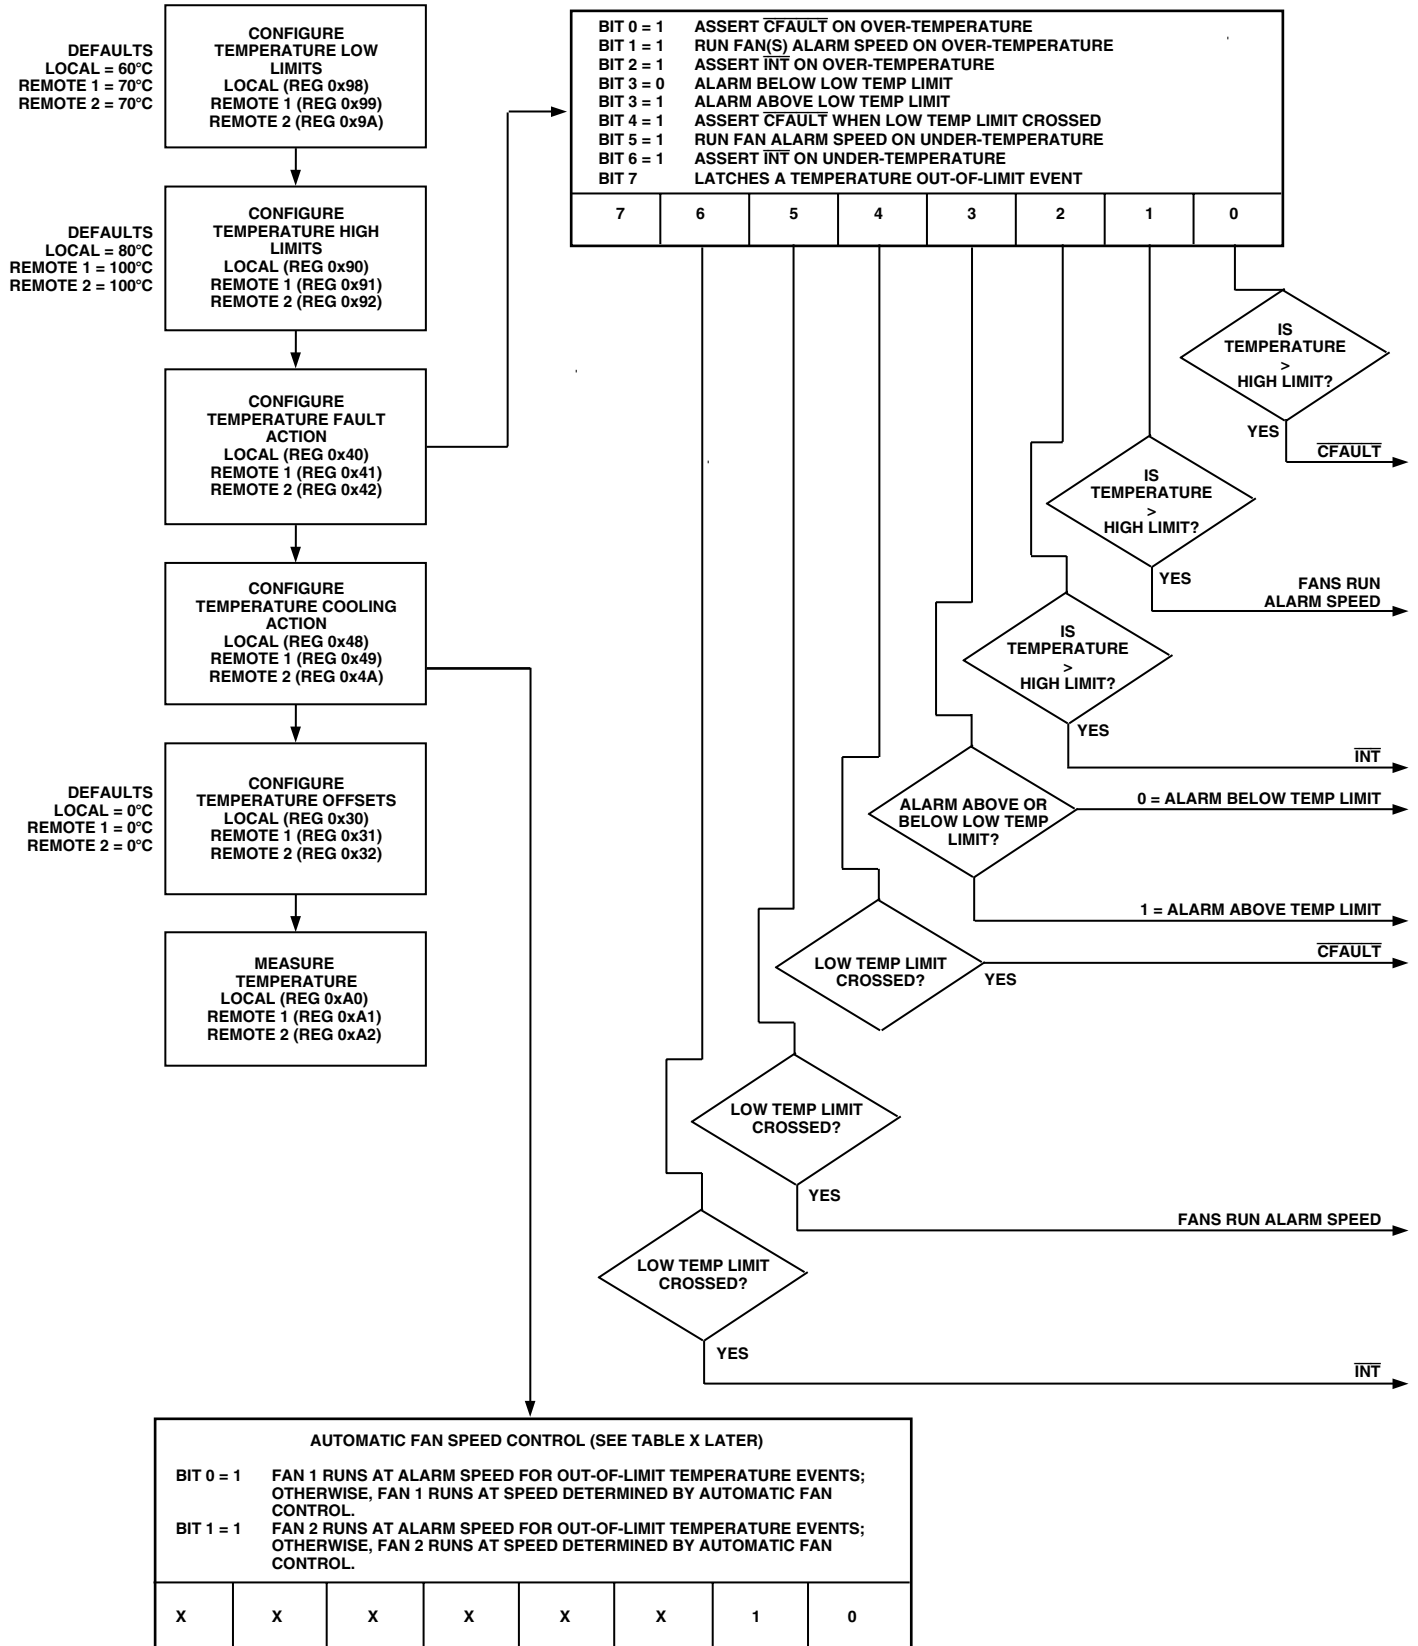 CONFIGURE
TEMPERATURE LOW
LIMITS
LOCAL (REG 0x98)
REMOTE 1 (REG 0x99)
REMOTE 2 (REG 0x9A)
DEFAULTS
LOCAL = 60°C
REMOTE 1 = 70°C
REMOTE 2 = 70°C
CONFIGURE
TEMPERATURE HIGH
LIMITS
LOCAL (REG 0x90)
REMOTE 1 (REG 0x91)
REMOTE 2 (REG 0x92)
DEFAULTS
LOCAL = 80°C
REMOTE 1 = 100°C
REMOTE 2 = 100°C
CONFIGURE
TEMPERATURE FAULT
ACTION
LOCAL (REG 0x40)
REMOTE 1 (REG 0x41)
REMOTE 2 (REG 0x42)
CONFIGURE
TEMPERATURE COOLING
ACTION
LOCAL (REG 0x48)
REMOTE 1 (REG 0x49)
REMOTE 2 (REG 0x4A)
CONFIGURE
TEMPERATURE OFFSETS
LOCAL (REG 0x30)
REMOTE 1 (REG 0x31)
REMOTE 2 (REG 0x32)
DEFAULTS
LOCAL = 0°C
REMOTE 1 = 0°C
REMOTE 2 = 0°C
MEASURE
TEMPERATURE
LOCAL (REG 0xA0)
REMOTE 1 (REG 0xA1)
REMOTE 2 (REG 0xA2)
BIT 0 = 1 ASSERT CFAULT ON OVER-TEMPERATURE
BIT 1 = 1 RUN FAN(S) ALARM SPEED ON OVER-TEMPERATURE
BIT 2 = 1 ASSERT INT ON OVER-TEMPERATURE
BIT 3 = 0 ALARM BELOW LOW TEMP LIMIT
BIT 3 = 1 ALARM ABOVE LOW TEMP LIMIT
BIT 4 = 1 ASSERT CFAULT WHEN LOW TEMP LIMIT CROSSED
BIT 5 = 1 RUN FAN ALARM SPEED ON UNDER-TEMPERATURE
BIT 6 = 1 ASSERT INT ON UNDER-TEMPERATURE
BIT 7 LATCHES A TEMPERATURE OUT-OF-LIMIT EVENT
7 6 5 4 3 2 1 0
IS
TEMPERATURE
>
HIGH LIMIT?
YES
CFAULT
IS
TEMPERATURE
>
HIGH LIMIT?
YES
FANS RUN
ALARM SPEED
IS
TEMPERATURE
>
HIGH LIMIT?
YES
INT
ALARM ABOVE OR
BELOW LOW TEMP
LIMIT?
0 = ALARM BELOW TEMP LIMIT
1 = ALARM ABOVE TEMP LIMIT
LOW TEMP LIMIT
CROSSED?
YES
CFAULT
LOW TEMP LIMIT
CROSSED?
YES
FANS RUN ALARM SPEED
LOW TEMP LIMIT
CROSSED?
YES
INT
AUTOMATIC FAN SPEED CONTROL (SEE TABLE X LATER)
BIT 0 = 1 FAN 1 RUNS AT ALARM SPEED FOR OUT-OF-LIMIT TEMPERATURE EVENTS;
OTHERWISE, FAN 1 RUNS AT SPEED DETERMINED BY AUTOMATIC FAN
CONTROL.
BIT 1 = 1 FAN 2 RUNS AT ALARM SPEED FOR OUT-OF-LIMIT TEMPERATURE EVENTS;
OTHERWISE, FAN 2 RUNS AT SPEED DETERMINED BY AUTOMATIC FAN
CONTROL.
X X X X X X 1 0